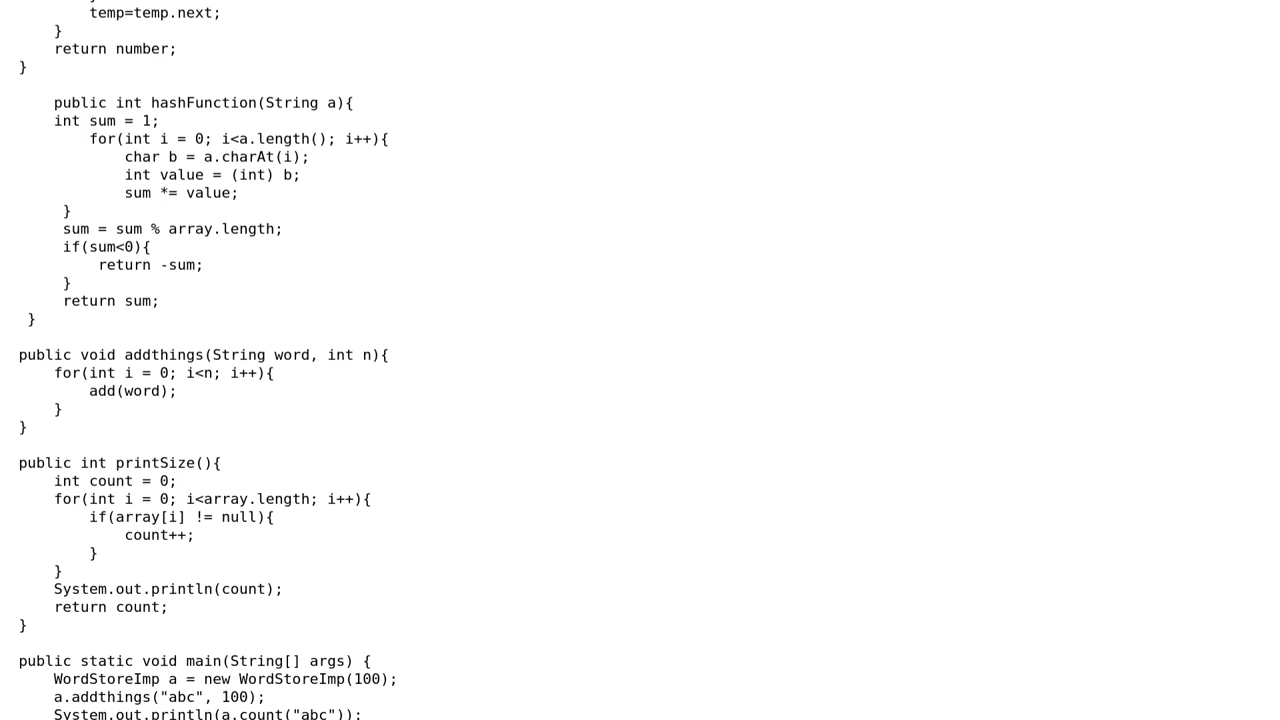 temp=temp.next;
}
return number;
}
public int hashFunction(String a){
int sum = 1;
for(int i = 0; i<a.length(); i++){
char b = a.charAt(i);
int value = (int) b;
sum *= value;
}
sum = sum % array.length;
if(sum<0){
return -sum;
}
return sum;
}
public void addthings(String word, int n){
for(int i = 0; i<n; i++){
add(word);
}
}
public int printSize(){
int count = 0;
for(int i = 0; i<array.length; i++){
if(array[i] != null){
count++;
}
}
System.out.println(count);
return count;
}
public static void main(String[] args) {
WordStoreImp a = new WordStoreImp(100);
a.addthings("abc", 100);
System.out.println(a.count("abc"));